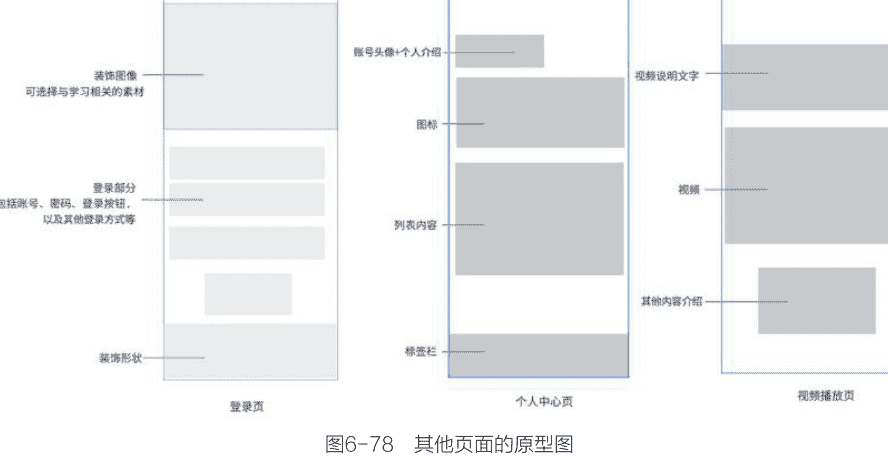 装饰图像
可选择与学习相关的素材
登录部分
包括账号、密码、登录按钮，
以及其他登录方式等
装饰形状
登录页
账号头像+个人介绍
图标
列表内容
标签栏
个人中心页
视频说明文字
视频
其他内容介绍
视频播放页
图6-78　其他页面的原型图